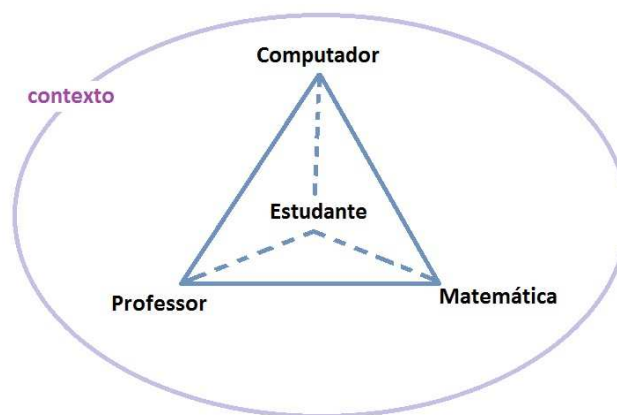 Computador
contexto
Estudante
Professor
Matemática